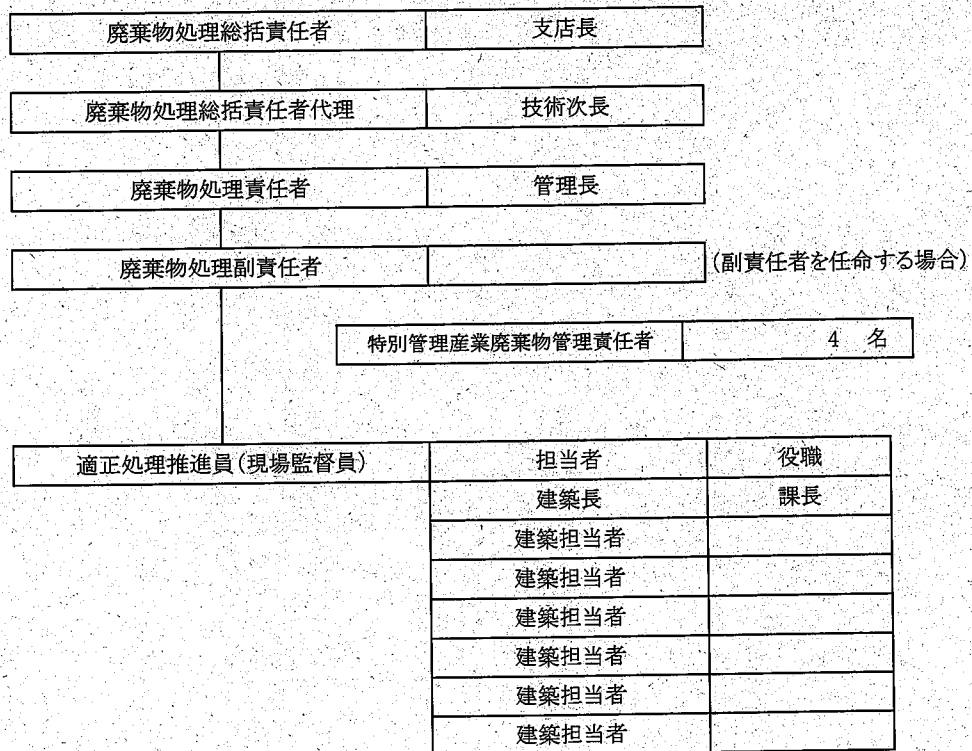 廃棄物処理総括責任者 支店長
廃棄物処理総括責任者代理 技術次長
廃棄物処理責任者 管理長
廃棄物処理副責任者 (副責任者を任命する場合)
特別管理産業廃棄物管理責任者 4 名
適正処理推進員(現場監督員) 担当者 役職
建築長 課長
建築担当者
建築担当者
建築担当者
建築担当者
建築担当者
建築担当者